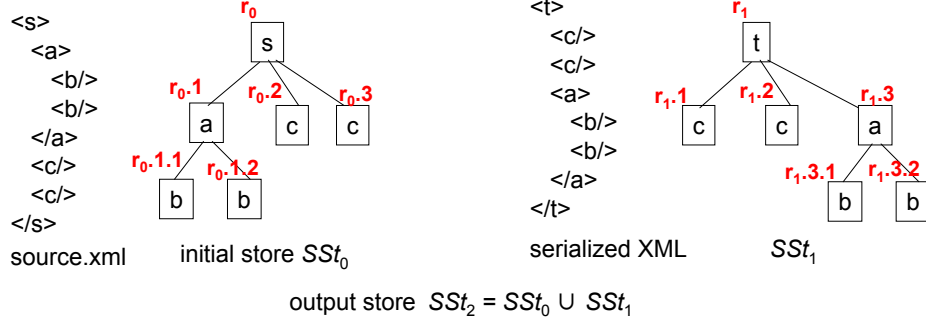 <s>
<a>
<b/>
<b/>
</a>
<c/>
<c/>
</s>
source.xml
r0
s
r0.1
r0.2
r0.3
a
c
c
r0.1.1
r0.1.2
b
b
initial store SSt0
<t>
<c/>
<c/>
<a>
<b/>
<b/>
</a>
</t>
serialized XML
r1
t
r1.1
r1.2
r1.3
c
c
a
r1.3.1
r1.3.2
b
b
SSt1
output store SSt2 = SSt0 ∪ SSt1